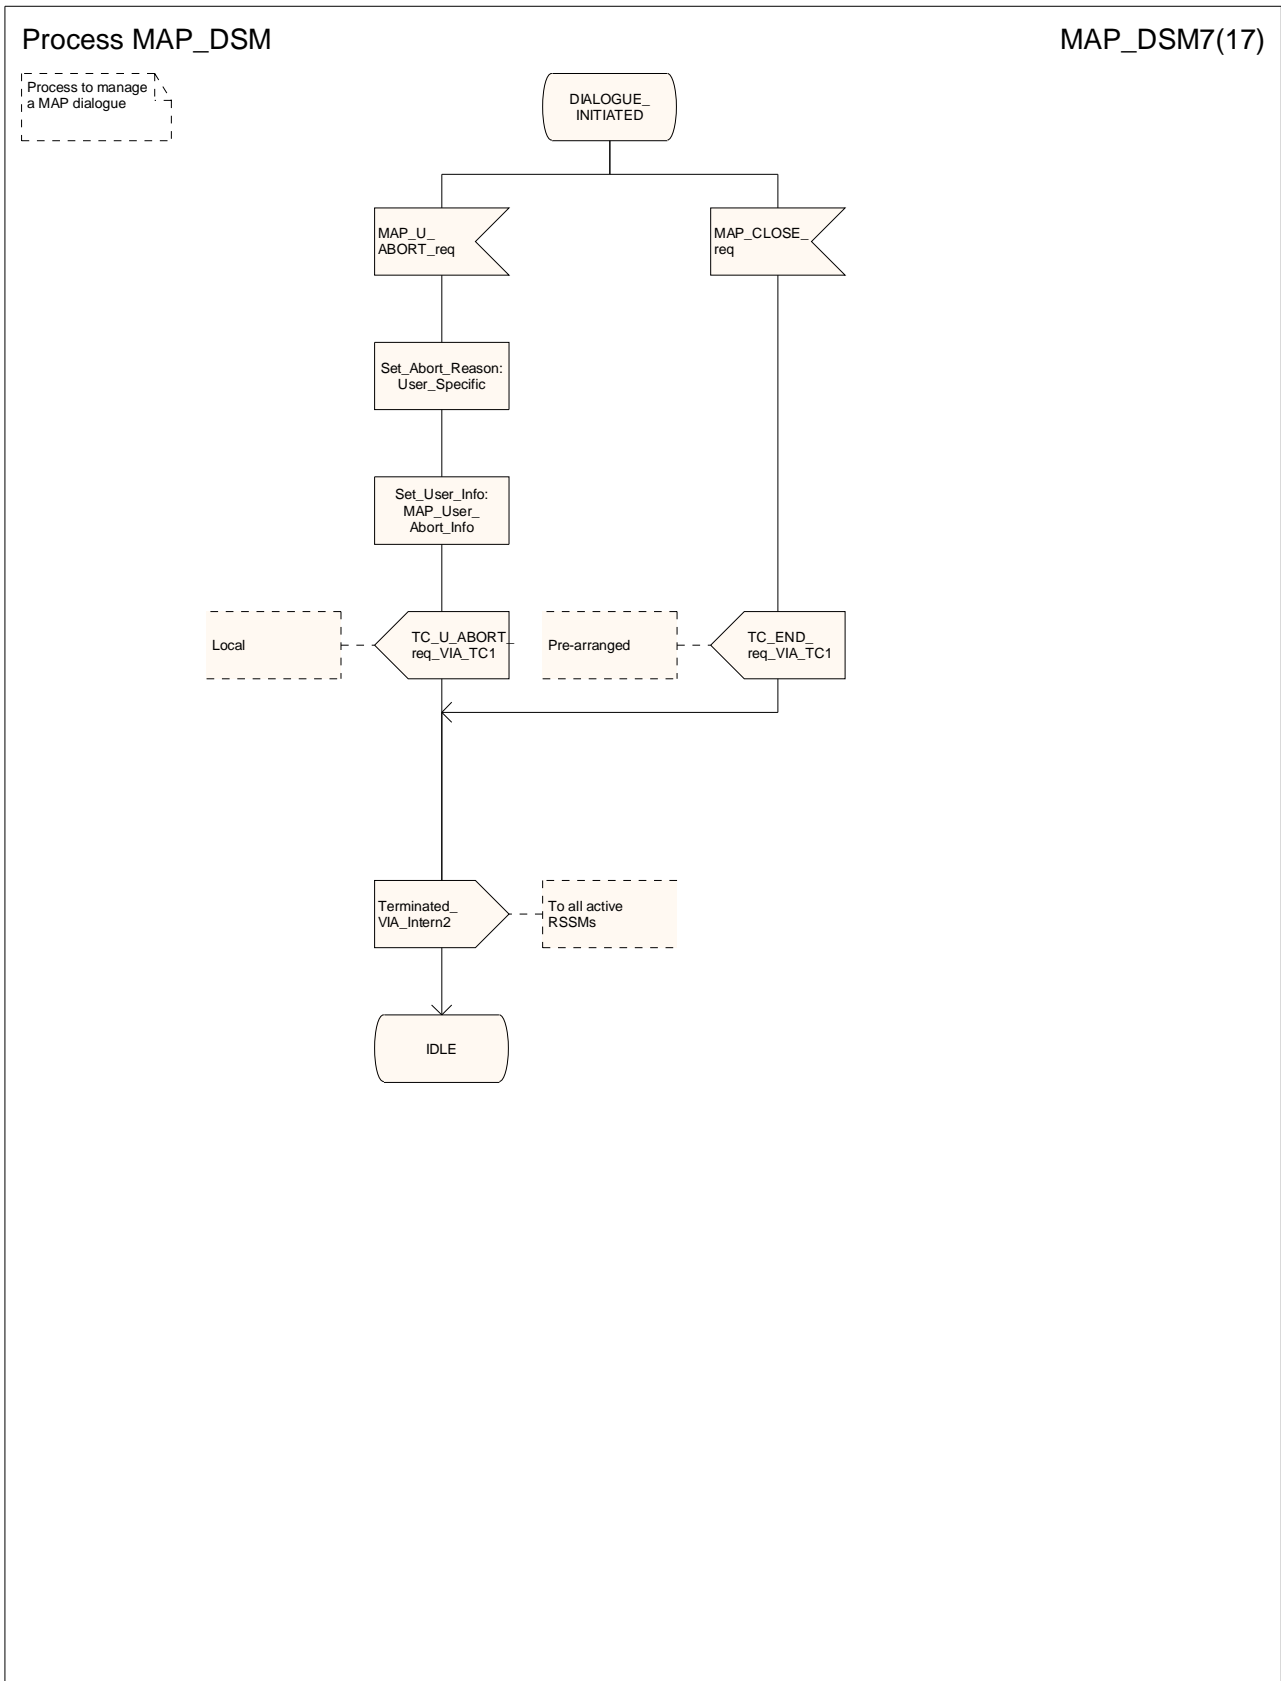 Process MAP_DSM
MAP_DSM7(17)
Process to manage
a MAP dialogue
DIALOGUE_
INITIATED
MAP_U_
ABORT_req
MAP_CLOSE_
req
Set_Abort_Reason:
User_Specific
Set_User_Info:
MAP_User_
Abort_Info
Local
TC_U_ABORT_
req_VIA_TC1
Pre-arranged
TC_END_
req_VIA_TC1
Terminated_
VIA_Intern2
To all active
RSSMs
IDLE